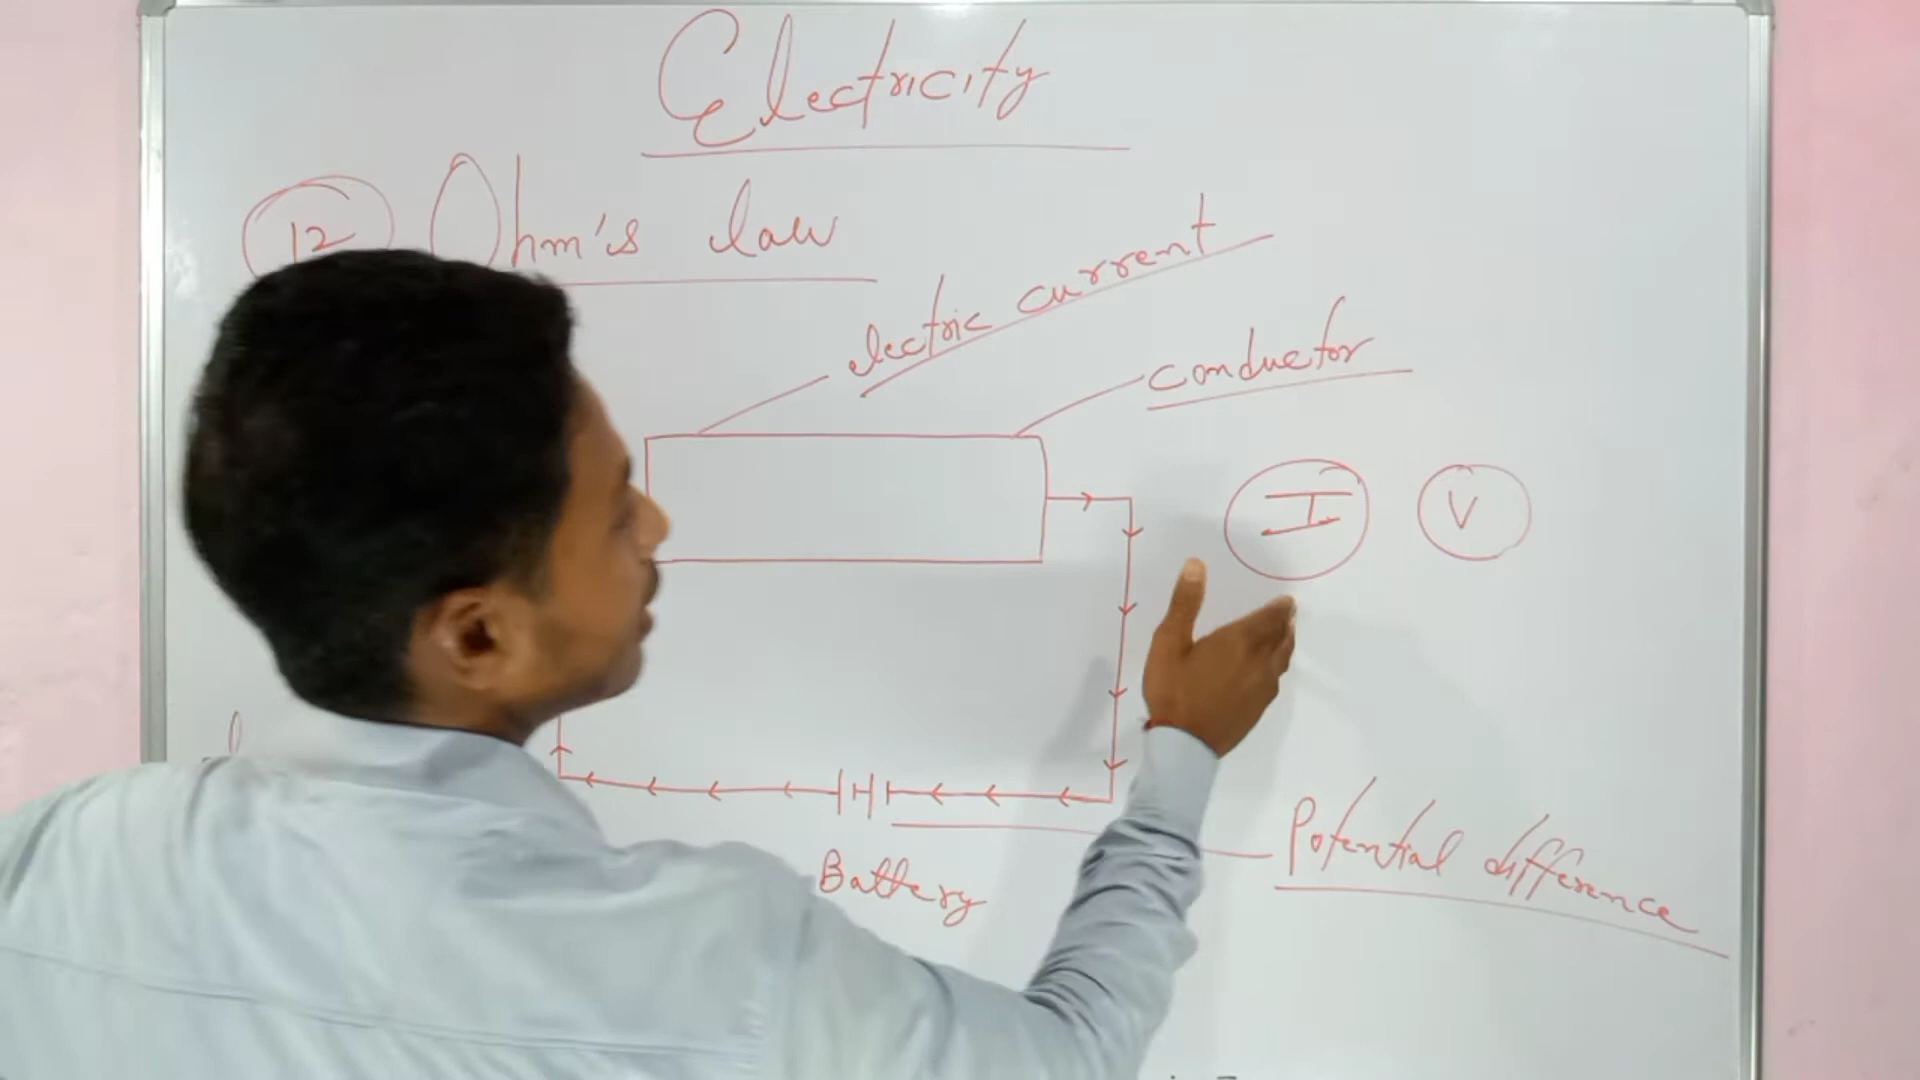 Electricity
12 Ohm's law
electric current
conductor
I V
Battery
Potential difference